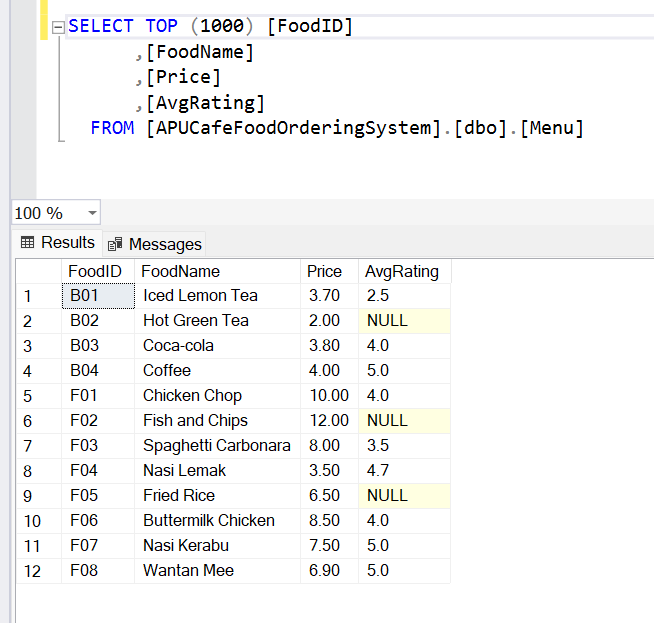 SELECT TOP (1000) [FoodID]
,[FoodName]
,[Price]
,[AvgRating]
FROM [APUCafeFoodOrderingSystem].[dbo].[Menu]
100 %
Results Messages
FoodID FoodName Price AvgRating
1 B01 Iced Lemon Tea 3.70 2.5
2 B02 Hot Green Tea 2.00 NULL
3 B03 Coca-cola 3.80 4.0
4 B04 Coffee 4.00 5.0
5 F01 Chicken Chop 10.00 4.0
6 F02 Fish and Chips 12.00 NULL
7 F03 Spaghetti Carbonara 8.00 3.5
8 F04 Nasi Lemak 3.50 4.7
9 F05 Fried Rice 6.50 NULL
10 F06 Buttermilk Chicken 8.50 4.0
11 F07 Nasi Kerabu 7.50 5.0
12 F08 Wantan Mee 6.90 5.0